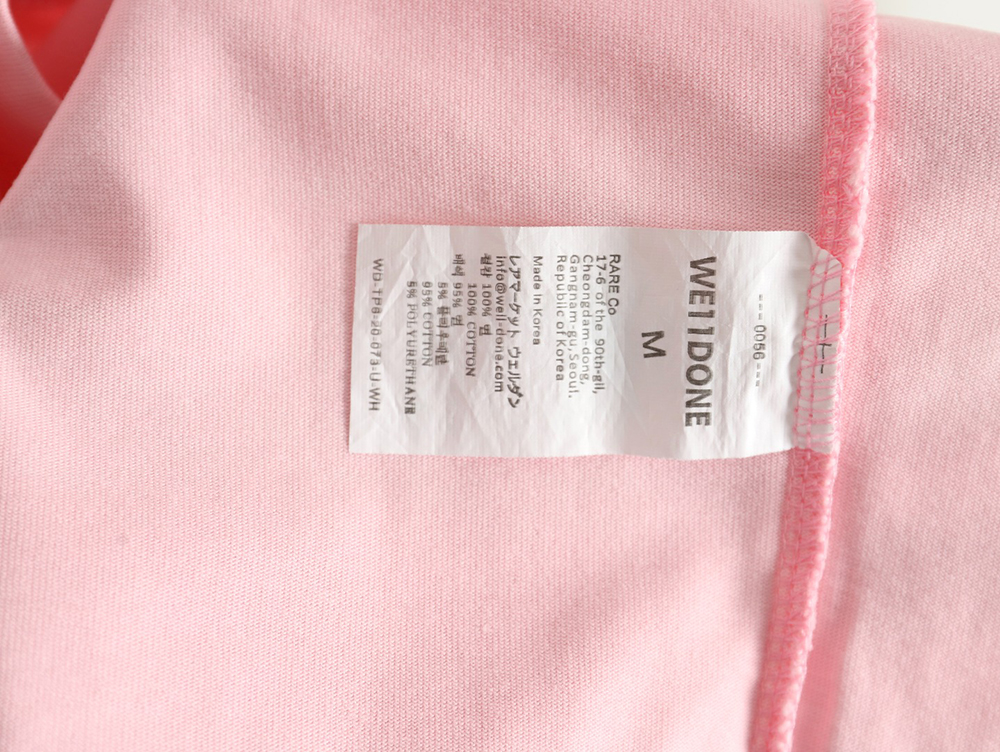 ---0056---
WE11DONE
M
RARE Co
17-6 of the 90th-gil,
Cheongdam-dong,
Gangnam-gu, Seoul,
Republic of Korea
Made in Korea
レアマーケット ウェルダン
info@well-done.com
겉감 100% 면
100% COTTON
배색 95% 면
5% 폴리우레탄
95% COTTON
5% POLYURETHANE
WD-TP8-20-073-U-WH